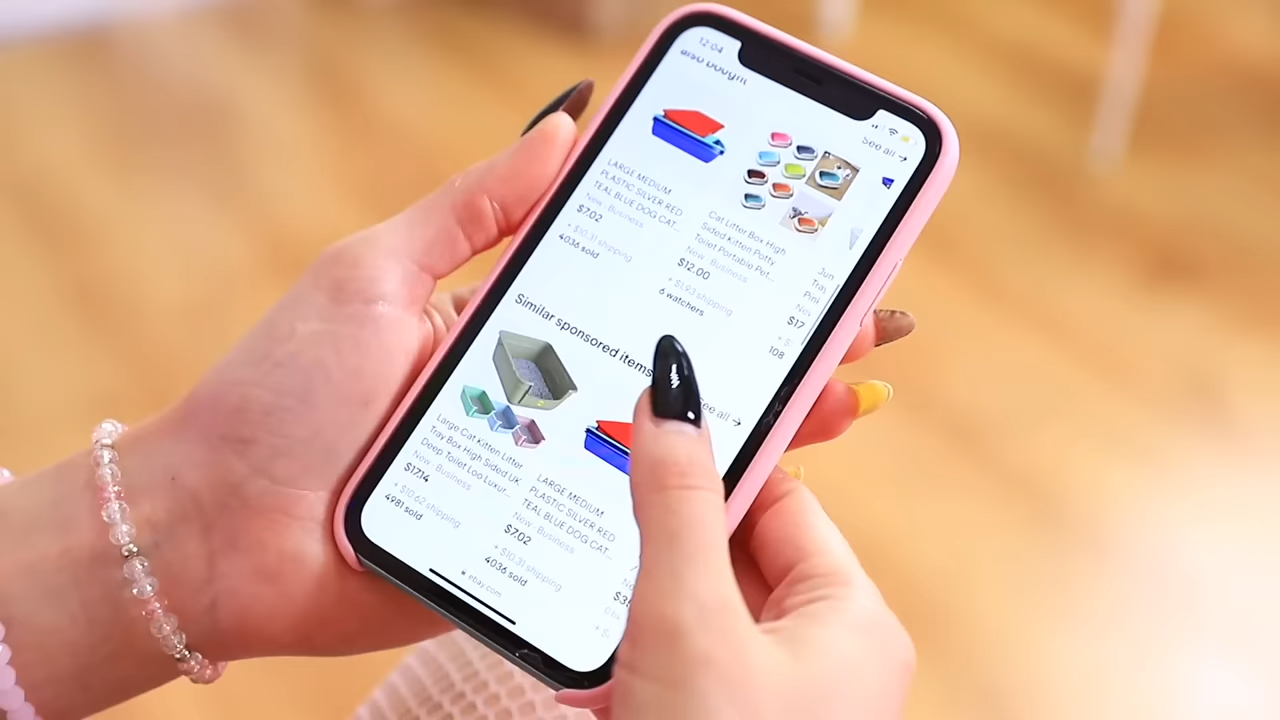 12:04
also bought
See all →
LARGE MEDIUM
PLASTIC SILVER RED
TEAL BLUE DOG CAT...
New · Business
$7.02
+ $10.31 shipping
4036 sold
Cat Litter Box High
Sided Kitten Potty
Toilet Portable Pet...
New · Business
$12.00
+ $1.93 shipping
6 watchers
$17
108
Similar sponsored items
See all →
Large Cat Kitten Litter
Tray Box High Sided UK
Deep Toilet Loo Luxur...
New · Business
$17.14
+ $10.62 shipping
4981 sold
LARGE MEDIUM
PLASTIC SILVER RED
TEAL BLUE DOG CAT...
New · Business
$7.02
+ $10.31 shipping
4036 sold
ebay.com